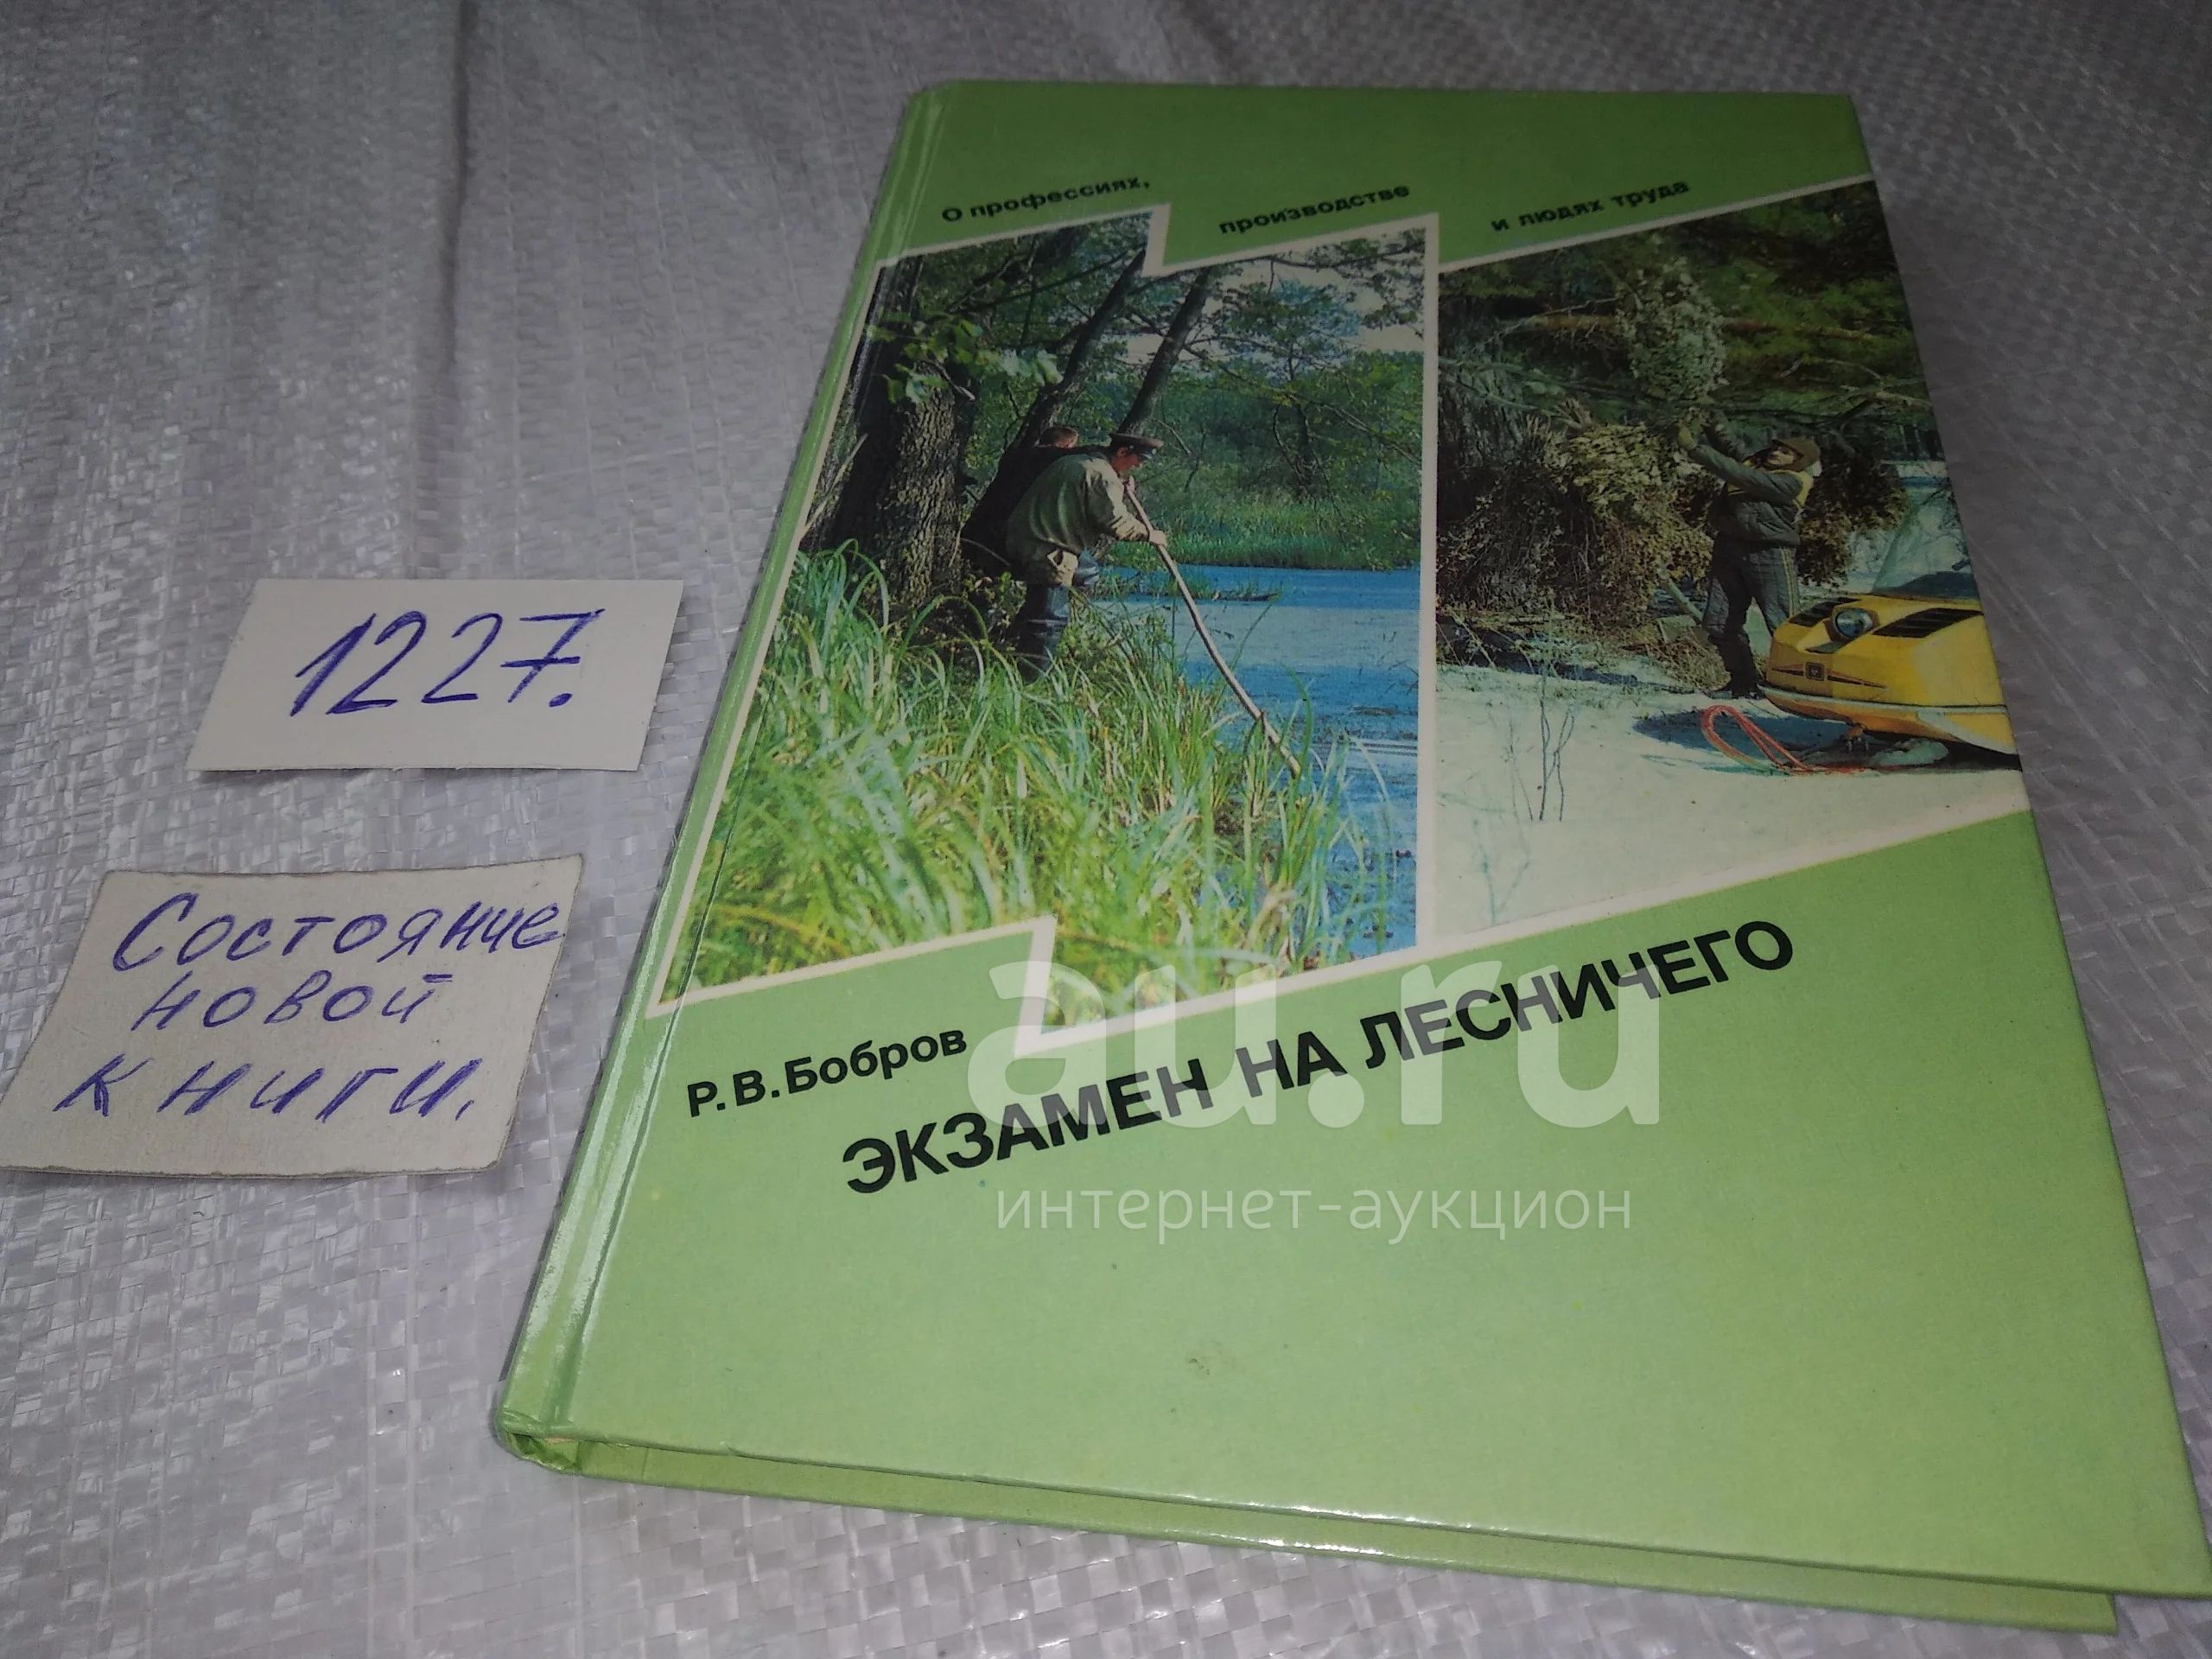 О профессиях, производстве и людях труда
1227.
Состояние
новой
книги.
Р.В.Бобров
ЭКЗАМЕН НА ЛЕСНИЧЕГО
au.ru
интернет-аукцион